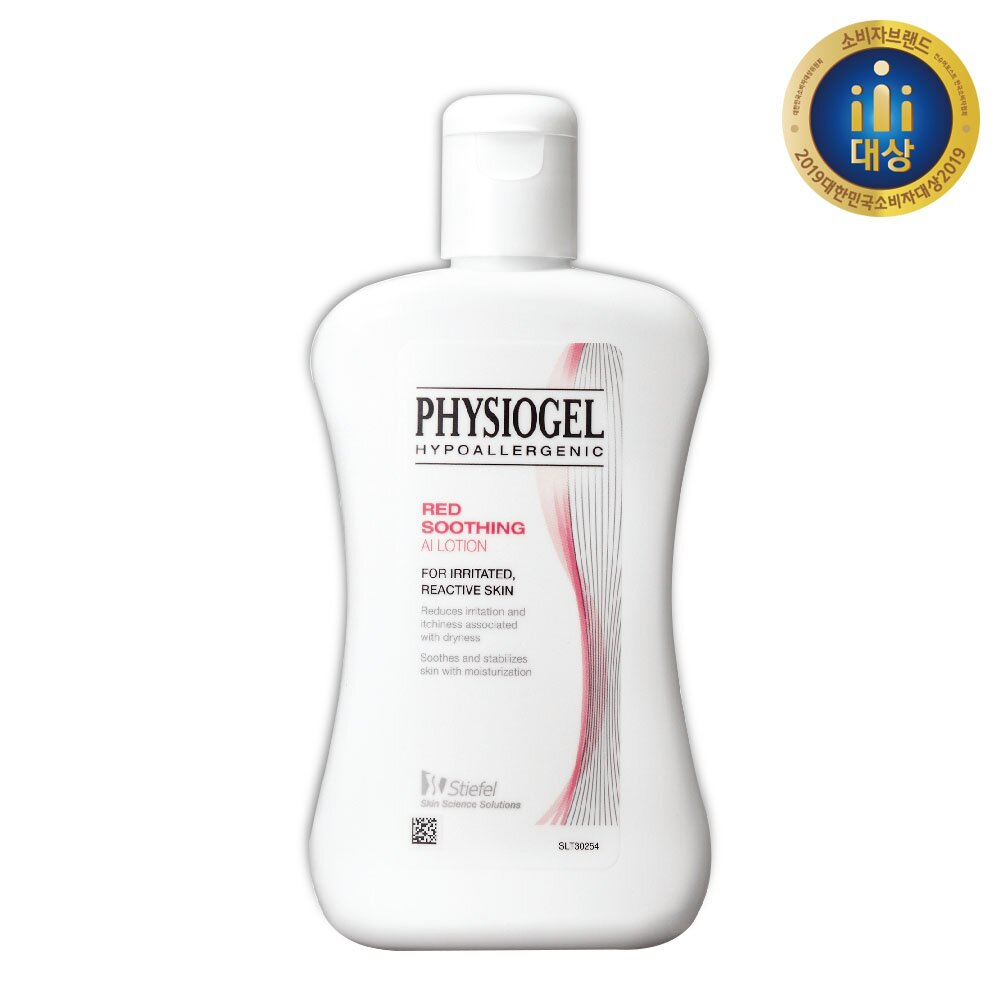 소비자브랜드
대상
2019대한민국소비자대상2019
PHYSIOGEL
HYPOALLERGENIC
RED
SOOTHING
AI LOTION
FOR IRRITATED,
REACTIVE SKIN
Reduces irritation and
itchiness associated
with dryness
Soothes and stabilizes
skin with moisturization
Stiefel
Skin Science Solutions
SLT30254